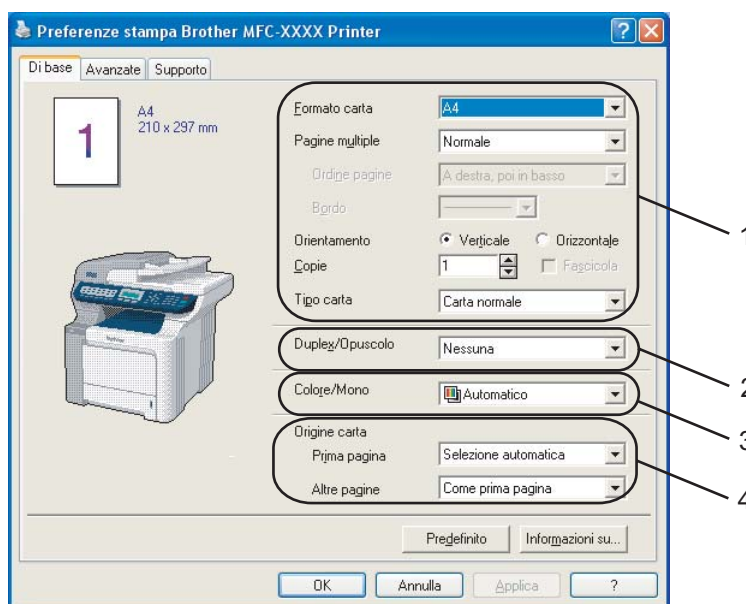 Preferenze stampa Brother MFC-XXXX Printer
Di base Avanzate Supporto
1
A4
210 x 297 mm
Formato carta A4
Pagine multiple Normale
Ordine pagine A destra, poi in basso
Bordo
Orientamento Verticale Orizzontale
Copie 1 Fascicola
Tipo carta Carta normale
1
Duplex/Opuscolo Nessuna
2
Colore/Mono Automatico
3
Origine carta
Prima pagina Selezione automatica
Altre pagine Come prima pagina
4
Predefinito Informazioni su...
OK Annulla Applica ?